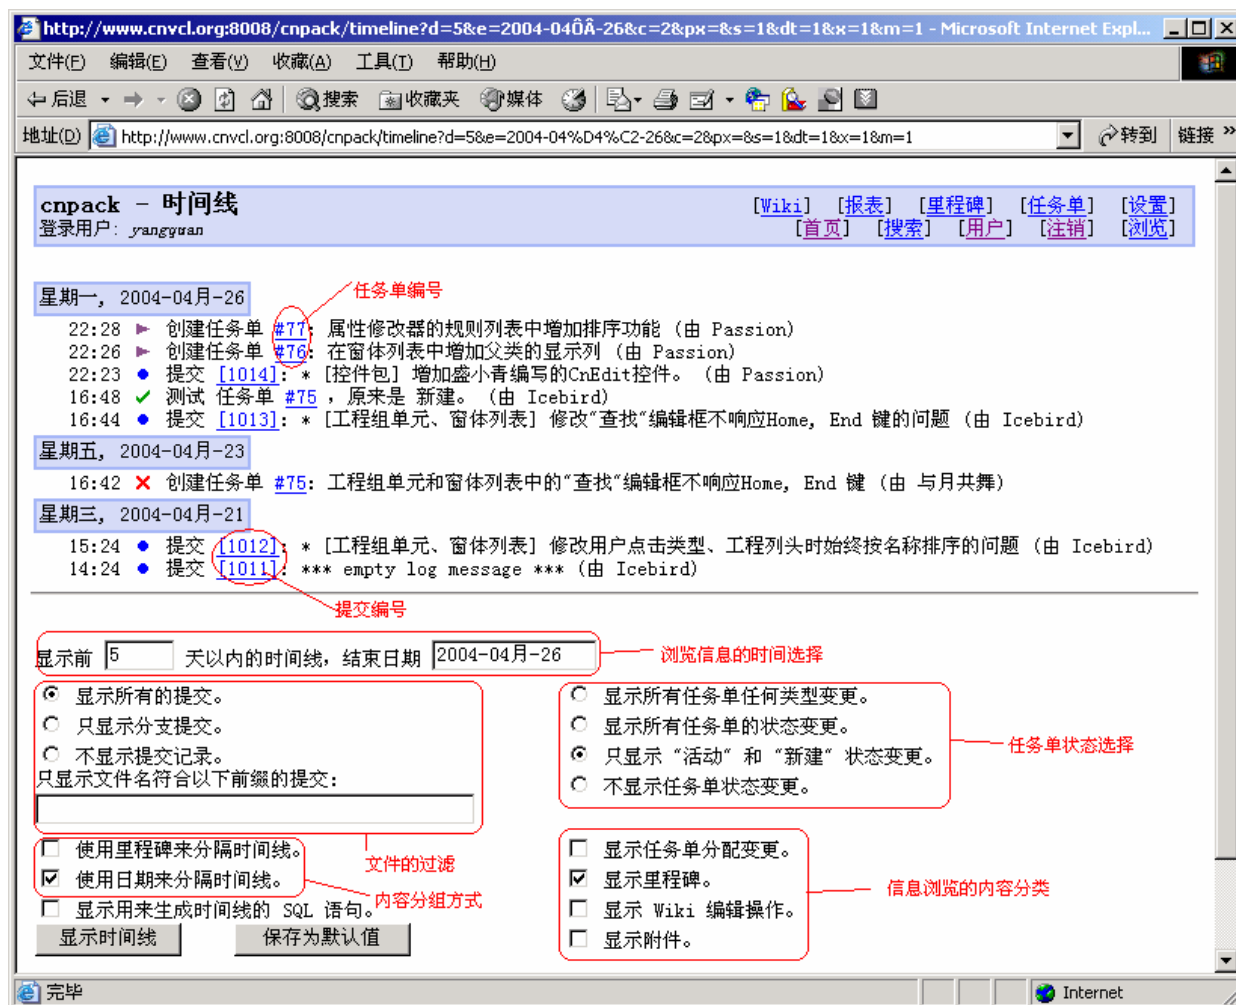 http://www.cnvcl.org:8008/cnpack/timeline?d=5&e=2004-04ÔÂ-26&c=2&px=&s=1&dt=1&x=1&m=1 - Microsoft Internet Expl...
文件(F) 编辑(E) 查看(V) 收藏(A) 工具(T) 帮助(H)
后退 搜索 收藏夹 媒体
地址(D) http://www.cnvcl.org:8008/cnpack/timeline?d=5&e=2004-04%D4%C2-26&c=2&px=&s=1&dt=1&x=1&m=1 转到 链接 »
cnpack - 时间线 [Wiki] [报表] [里程碑] [任务单] [设置]
登录用户: yangyuan [首页] [搜索] [用户] [注销] [浏览]
任务单编号
星期一, 2004-04月-26
22:28 创建任务单 #77: 属性修改器的规则列表中增加排序功能 (由 Passion)
22:26 创建任务单 #76: 在窗体列表中增加父类的显示列 (由 Passion)
22:23 提交 [1014]: * [控件包] 增加盛小青编写的CnEdit控件。 (由 Passion)
16:48 测试 任务单 #75 , 原来是 新建。 (由 Icebird)
16:44 提交 [1013]: * [工程组单元、窗体列表] 修改"查找"编辑框不响应Home, End 键的问题 (由 Icebird)
星期五, 2004-04月-23
16:42 创建任务单 #75: 工程组单元和窗体列表中的"查找"编辑框不响应Home, End 键 (由 与月共舞)
星期三, 2004-04月-21
15:24 提交 [1012]: * [工程组单元、窗体列表] 修改用户点击类型、工程列头时始终按名称排序的问题 (由 Icebird)
14:24 提交 [1011]: *** empty log message *** (由 Icebird)
提交编号
显示前 5 天以内的时间线, 结束日期 2004-04月-26 浏览信息的时间选择
显示所有的提交。 显示所有任务单任何类型变更。
只显示分支提交。 显示所有任务单的状态变更。
任务单状态选择
不显示提交记录。 只显示 "活动" 和 "新建" 状态变更。
只显示文件名符合以下前缀的提交: 不显示任务单状态变更。
使用里程碑来分隔时间线。 显示任务单分配变更。
文件的过滤
使用日期来分隔时间线。 显示里程碑。 信息浏览的内容分类
内容分组方式
显示用来生成时间线的 SQL 语句。 显示 Wiki 编辑操作。
显示时间线 保存为默认值 显示附件。
完毕 Internet